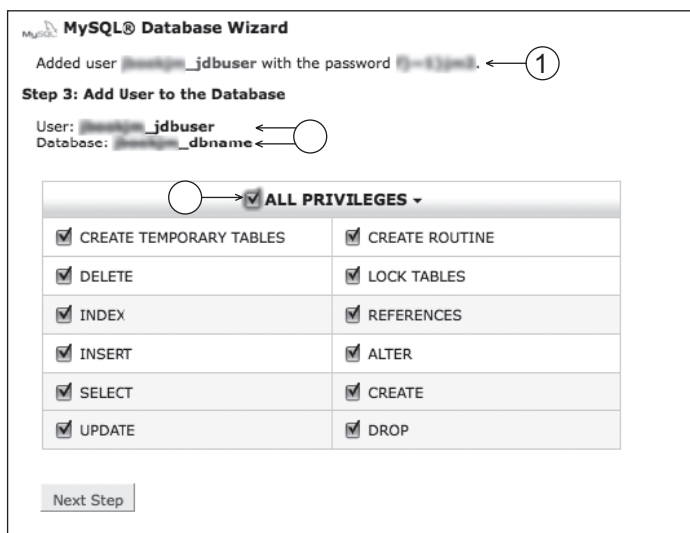 MySQL® Database Wizard
Added user _jdbuser with the password . 1
Step 3: Add User to the Database
User: _jdbuser
Database: _dbname
ALL PRIVILEGES
CREATE TEMPORARY TABLES CREATE ROUTINE
DELETE LOCK TABLES
INDEX REFERENCES
INSERT ALTER
SELECT CREATE
UPDATE DROP
Next Step